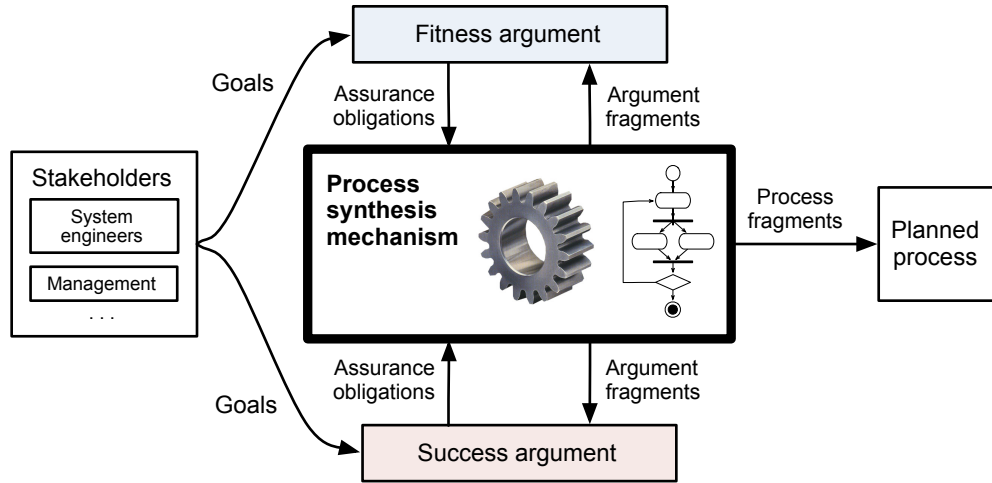 Fitness argument
Goals
Assurance
obligations
Argument
fragments
Stakeholders
System
engineers
Management
. . .
Process
synthesis
mechanism
Process
fragments
Planned
process
Assurance
obligations
Argument
fragments
Goals
Success argument